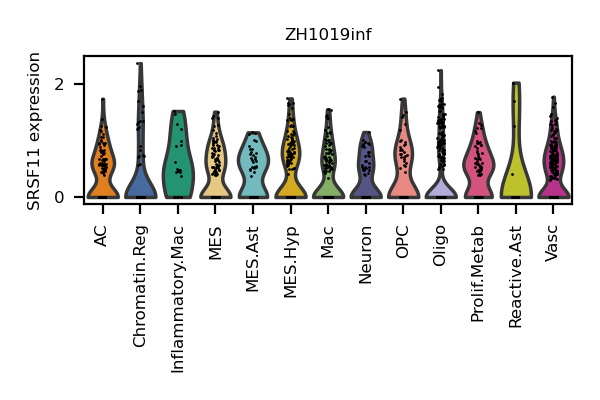 ZH1019inf
SRSF11 expression
2
0
AC
Chromatin.Reg
Inflammatory.Mac
MES
MES.Ast
MES.Hyp
Mac
Neuron
OPC
Oligo
Prolif.Metab
Reactive.Ast
Vasc